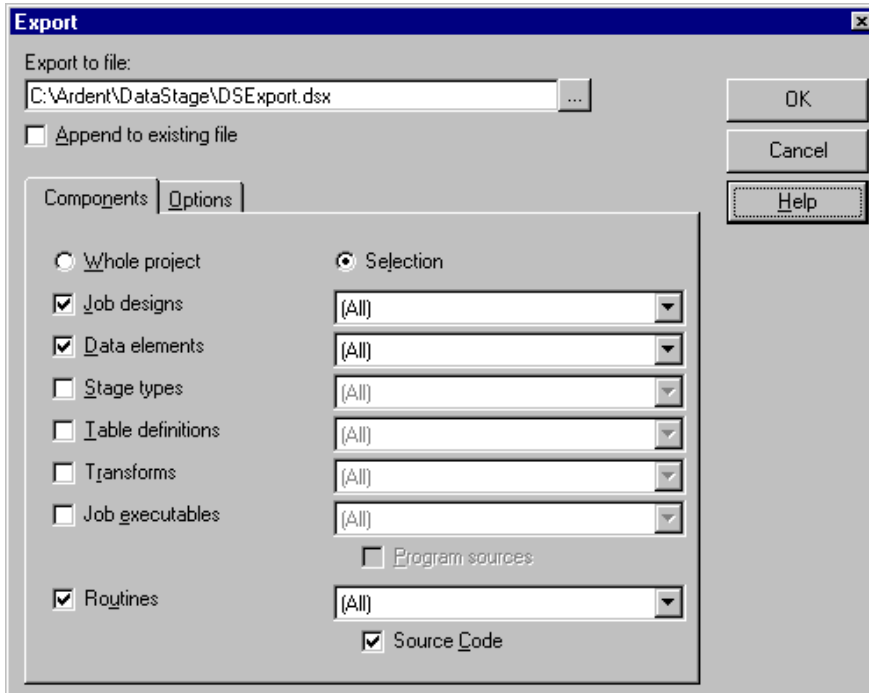 Export
Export to file:
C:\Ardent\DataStage\DSExport.dsx ...
OK
Append to existing file
Cancel
Components Options
Help
Whole project Selection
Job designs (All)
Data elements (All)
Stage types (All)
Table definitions (All)
Transforms (All)
Job executables (All)
Program sources
Routines (All)
Source Code